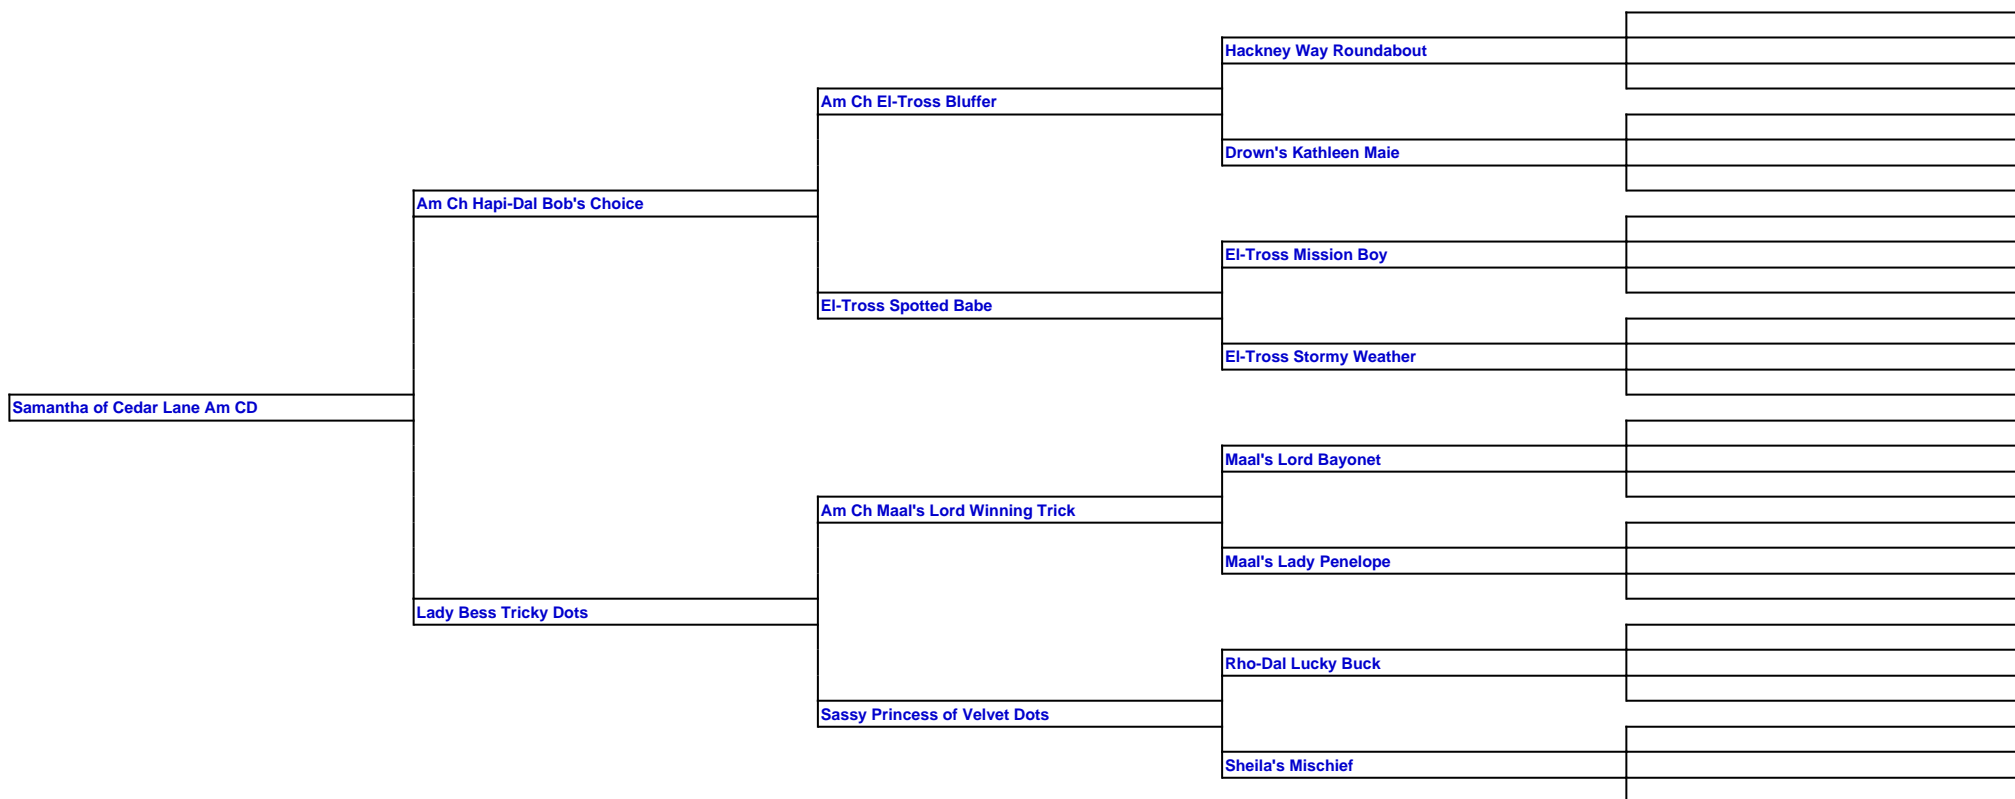 Hackney Way Roundabout
Am Ch El-Tross Bluffer
Drown's Kathleen Maie
Am Ch Hapi-Dal Bob's Choice
El-Tross Mission Boy
El-Tross Spotted Babe
El-Tross Stormy Weather
Samantha of Cedar Lane Am CD
Maal's Lord Bayonet
Am Ch Maal's Lord Winning Trick
Maal's Lady Penelope
Lady Bess Tricky Dots
Rho-Dal Lucky Buck
Sassy Princess of Velvet Dots
Sheila's Mischief